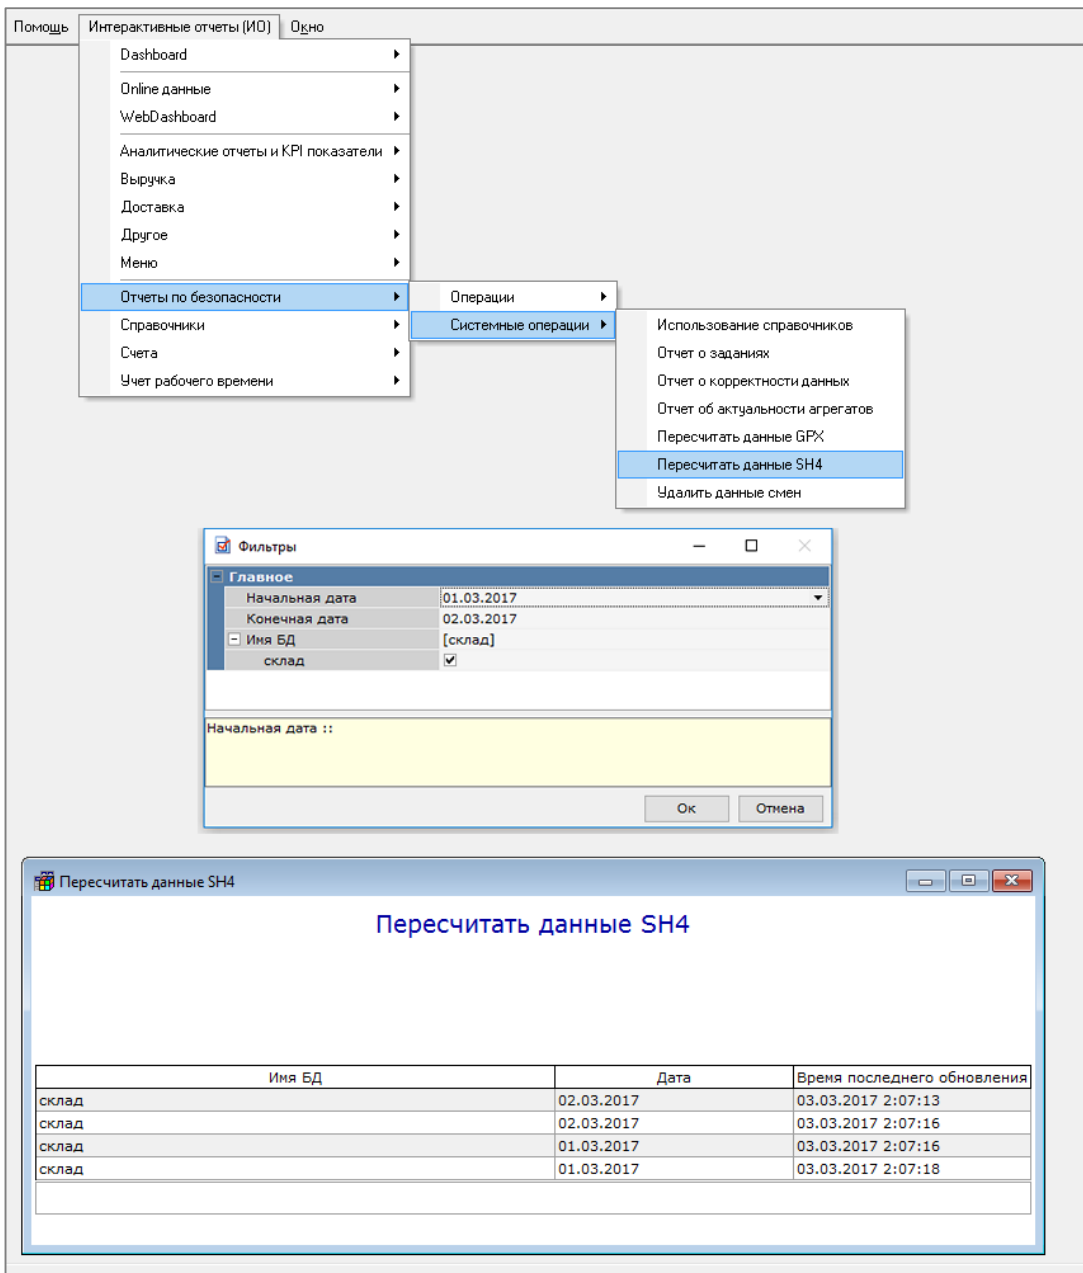 Помощь Интерактивные отчеты (ИО) Окно
Dashboard
Online данные
WebDashboard
Аналитические отчеты и KPI показатели
Выручка
Доставка
Другое
Меню
Отчеты по безопасности
Справочники
Счета
Учет рабочего времени
Операции
Системные операции
Использование справочников
Отчет о заданиях
Отчет о корректности данных
Отчет об актуальности агрегатов
Пересчитать данные GPX
Пересчитать данные SH4
Удалить данные смен
Фильтры
Главное
Начальная дата 01.03.2017
Конечная дата 02.03.2017
Имя БД [склад]
склад
Начальная дата ::
Ок Отмена
Пересчитать данные SH4
Пересчитать данные SH4
Имя БД Дата Время последнего обновления
склад 02.03.2017 03.03.2017 2:07:13
склад 02.03.2017 03.03.2017 2:07:16
склад 01.03.2017 03.03.2017 2:07:16
склад 01.03.2017 03.03.2017 2:07:18